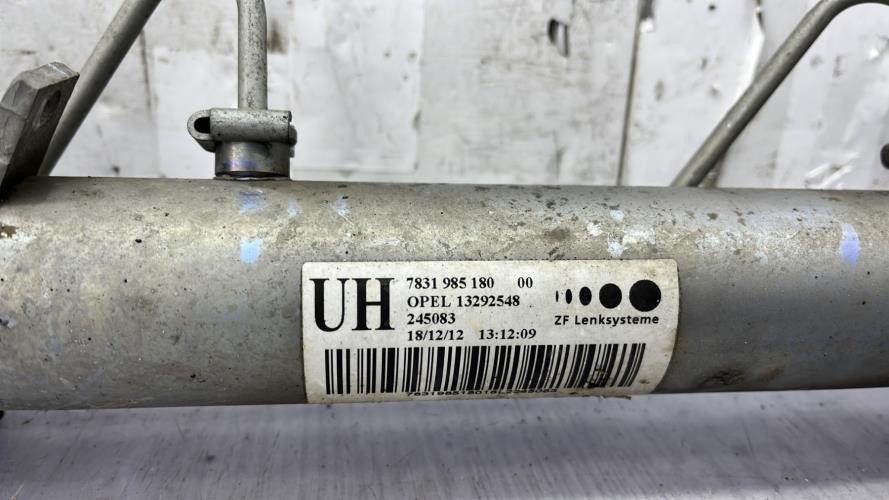 UH
7831 985 180 00
OPEL 13292548
245083
18/12/12 13:12:09
ZF Lenksysteme